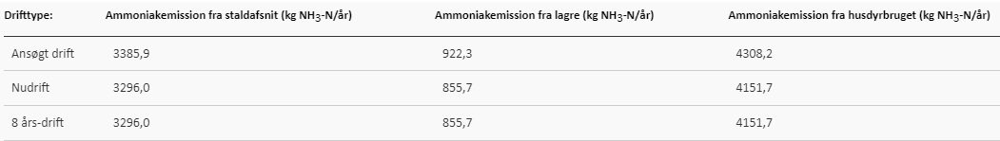 Drifttype: Ammoniakemission fra staldafsnit (kg NH3-N/år) Ammoniakemission fra lagre (kg NH3-N/år) Ammoniakemission fra husdyrbruget (kg NH3-N/år)
Ansøgt drift 3385,9 922,3 4308,2
Nudrift 3296,0 855,7 4151,7
8 års-drift 3296,0 855,7 4151,7